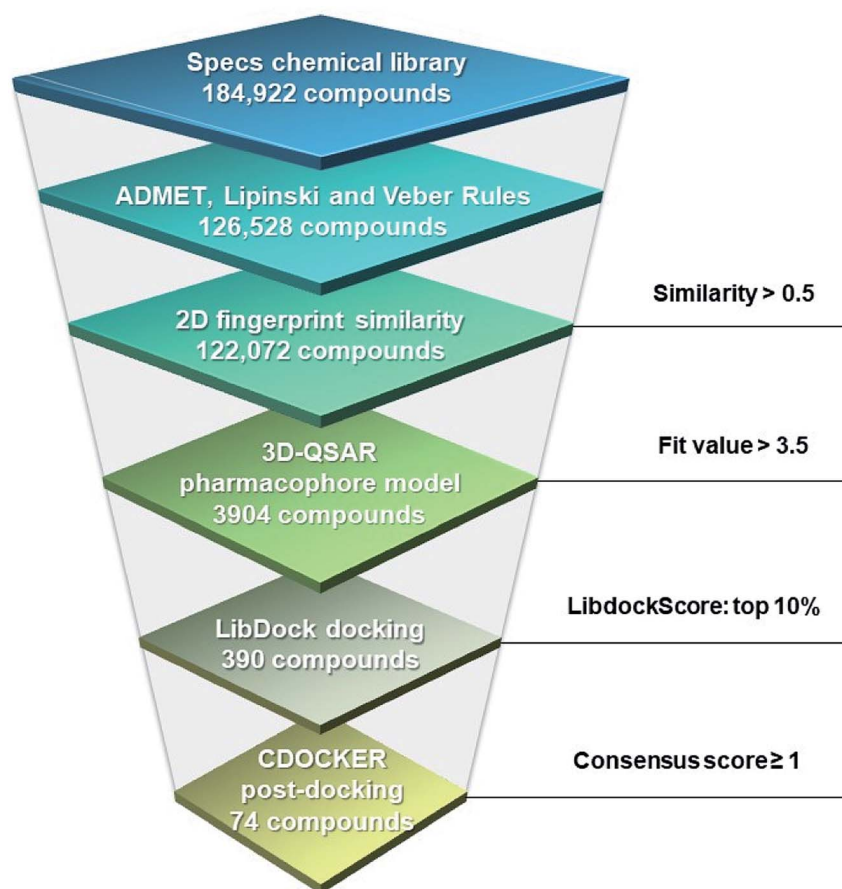 Specs chemical library
184,922 compounds
ADMET, Lipinski and Veber Rules
126,528 compounds
Similarity > 0.5
2D fingerprint similarity
122,072 compounds
Fit value > 3.5
3D-QSAR
pharmacophore model
3904 compounds
LibdockScore: top 10%
LibDock docking
390 compounds
Consensus score ≥ 1
CDOCKER
post-docking
74 compounds